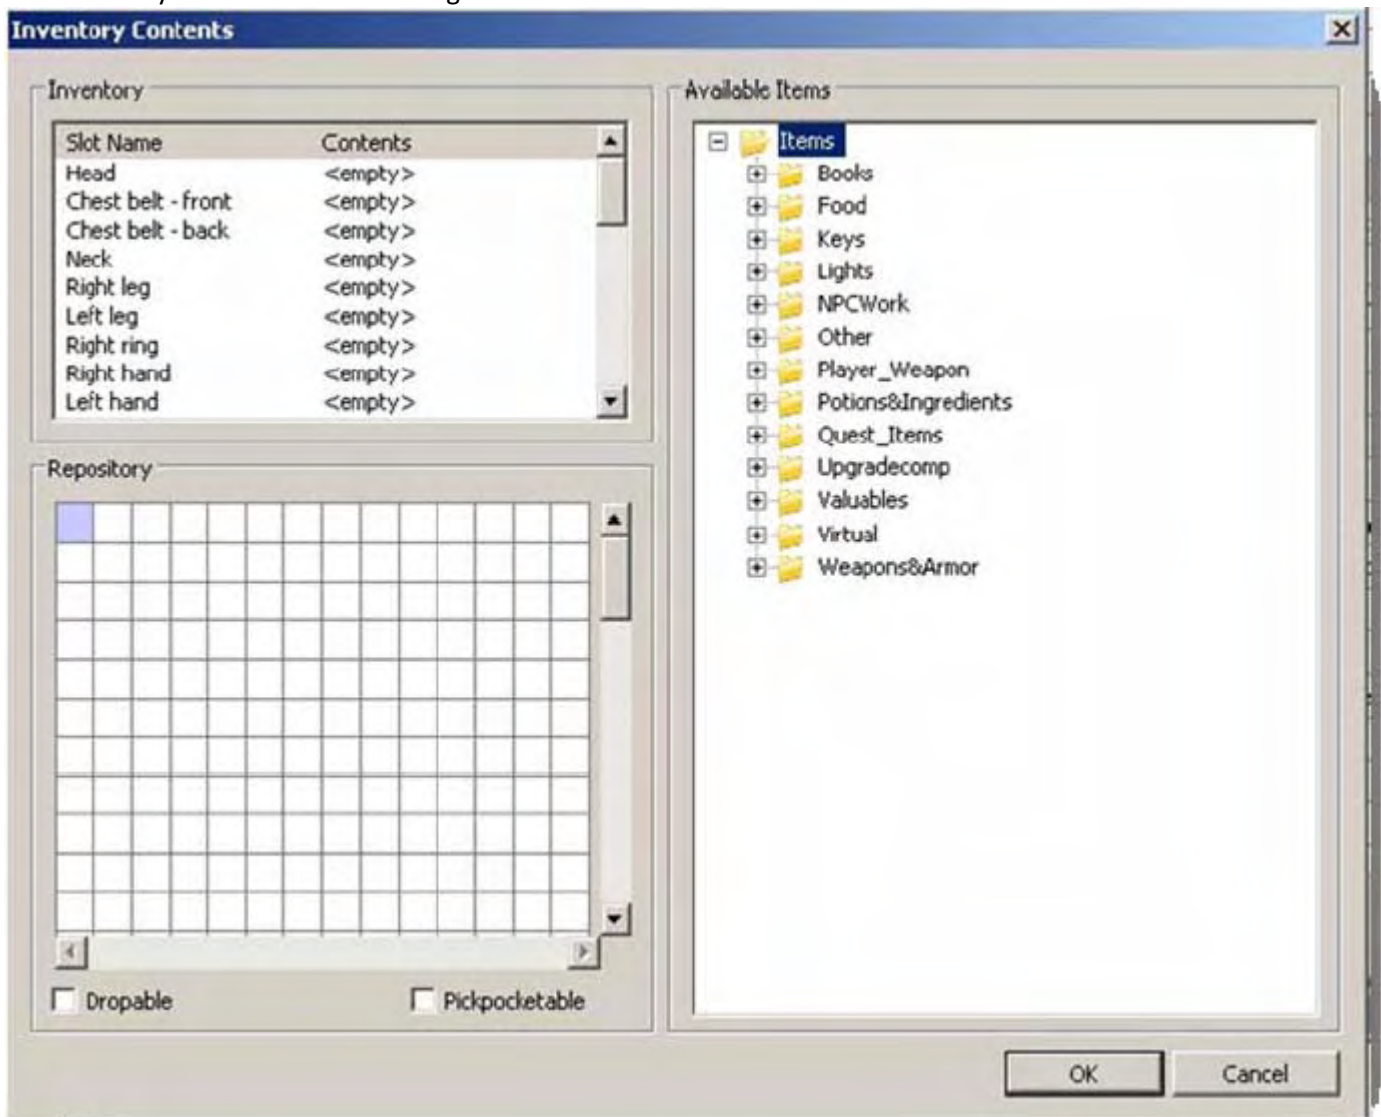 Inventory Contents
Inventory
Slot Name Contents
Head <empty>
Chest belt - front <empty>
Chest belt - back <empty>
Neck <empty>
Right leg <empty>
Left leg <empty>
Right ring <empty>
Right hand <empty>
Left hand <empty>
Repository
Dropable Pickpocketable
Available Items
Items
Books
Food
Keys
Lights
NPCWork
Other
Player_Weapon
Potions&Ingredients
Quest_Items
Upgradecomp
Valuables
Virtual
Weapons&Armor
OK Cancel